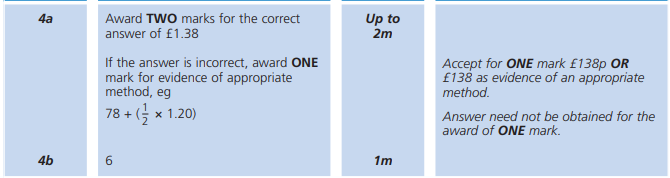 4a
Award TWO marks for the correct
answer of £1.38
Up to
2m
If the answer is incorrect, award ONE
mark for evidence of appropriate
method, eg
78 + (1/2 × 1.20)
Accept for ONE mark £138p OR
£138 as evidence of an appropriate
method.
Answer need not be obtained for the
award of ONE mark.
4b
6
1m